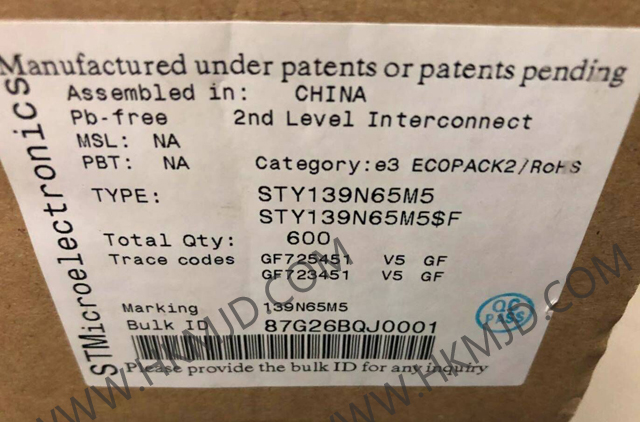 Manufactured under patents or patents pending
STMicroelectronics
Assembled in: CHINA
Pb-free 2nd Level Interconnect
MSL: NA
PBT: NA Category:e3 ECOPACK2/RoHS
TYPE: STY139N65M5
STY139N65M5$F
Total Qty: 600
Trace codes GF725451 V5 GF
GF723451 V5 GF
Marking 139N65M5
Bulk ID 87G26BQJ0001
QC PASS
Please provide the bulk ID for any inquiry
WWW.HKMJD.COM
WWW.HKMJD.COM